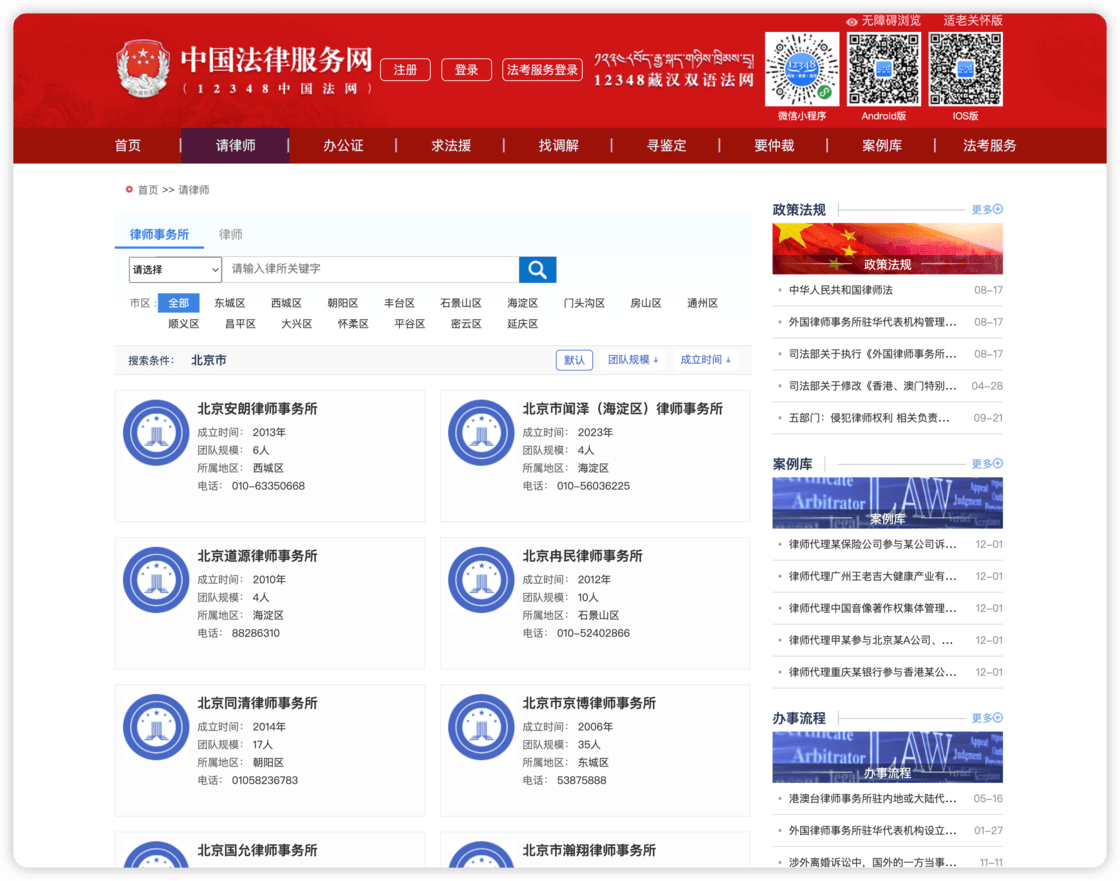 无障碍浏览 适老关怀版
中国法律服务网
(12348中国法网)
注册 登录 法考服务登录
༡༢༣༤༨བོད་རྒྱ་སྐད་གཉིས་ཁྲིམས་དྲ།
12348藏汉双语法网
12348
微信小程序 Android版 IOS版
首页 | 请律师 | 办公证 | 求法援 | 找调解 | 寻鉴定 | 要仲裁 | 案例库 | 法考服务
首页 >> 请律师
律师事务所 律师
请选择 请输入律所关键字
市区: 全部 东城区 西城区 朝阳区 丰台区 石景山区 海淀区 门头沟区 房山区 通州区
顺义区 昌平区 大兴区 怀柔区 平谷区 密云区 延庆区
搜索条件: 北京市 默认 团队规模↓ 成立时间↓
北京安朗律师事务所
成立时间: 2013年
团队规模: 6人
所属地区: 西城区
电话: 010-63350668
北京市闻泽(海淀区)律师事务所
成立时间: 2023年
团队规模: 4人
所属地区: 海淀区
电话: 010-56036225
北京道源律师事务所
成立时间: 2010年
团队规模: 4人
所属地区: 海淀区
电话: 88286310
北京冉民律师事务所
成立时间: 2012年
团队规模: 10人
所属地区: 石景山区
电话: 010-52402866
北京同清律师事务所
成立时间: 2014年
团队规模: 17人
所属地区: 朝阳区
电话: 01058236783
北京市京博律师事务所
成立时间: 2006年
团队规模: 35人
所属地区: 东城区
电话: 53875888
北京国允律师事务所
北京市瀚翔律师事务所
政策法规 更多
政策法规
中华人民共和国律师法 08-17
外国律师事务所驻华代表机构管理... 08-17
司法部关于执行《外国律师事务所... 08-17
司法部关于修改《香港、澳门特别... 04-28
五部门:侵犯律师权利 相关负责... 09-21
案例库 更多
Arbitrator LAW Appeal
Judgment
案例库
律师代理某保险公司参与某公司诉... 12-01
律师代理广州王老吉大健康产业有... 12-01
律师代理中国音像著作权集体管理... 12-01
律师代理甲某参与北京某A公司、... 12-01
律师代理重庆某银行参与香港某公... 12-01
办事流程 更多
Arbitrator LAW Appeal
Judgment
办事流程
港澳台律师事务所驻内地或大陆代... 05-16
外国律师事务所驻华代表机构设立... 01-27
涉外离婚诉讼中,国外的一方当事... 11-11